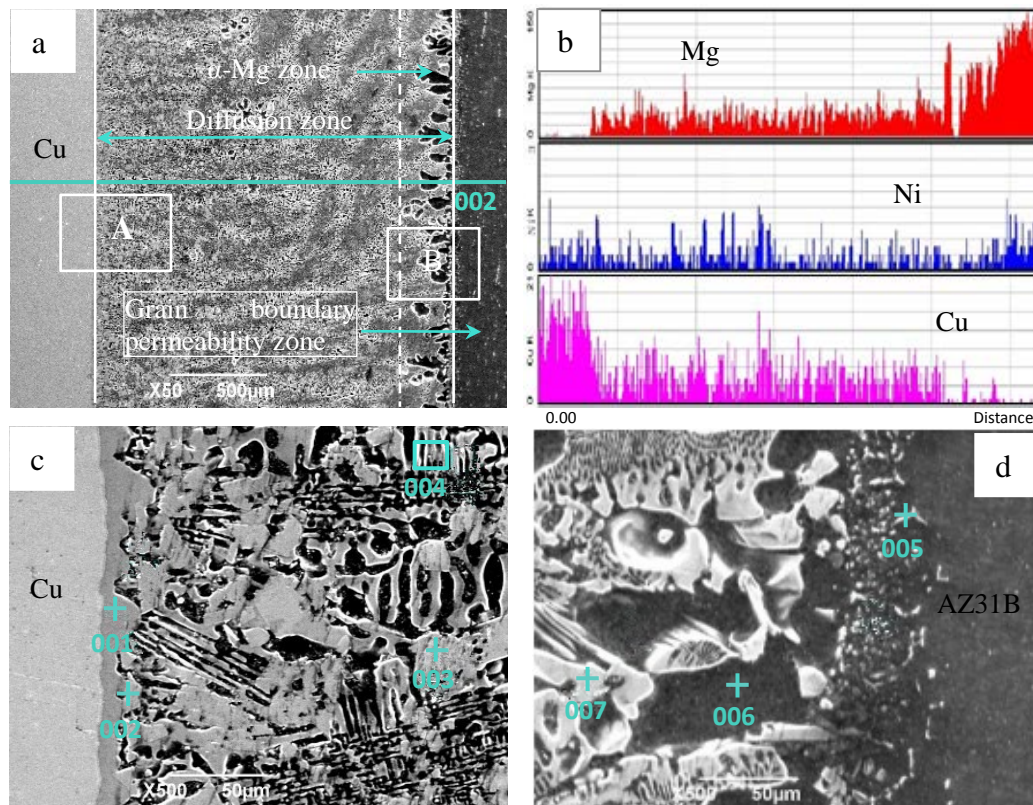 a
α-Mg zone
Diffusion zone
Cu
002
A
B
Grain boundary
permeability zone
X50 500µm
b
Mg
Ni
Cu
0.00 Distance
c
004
Cu
001
003
002
X500 50µm
d
005
AZ31B
007
006
X500 50µm